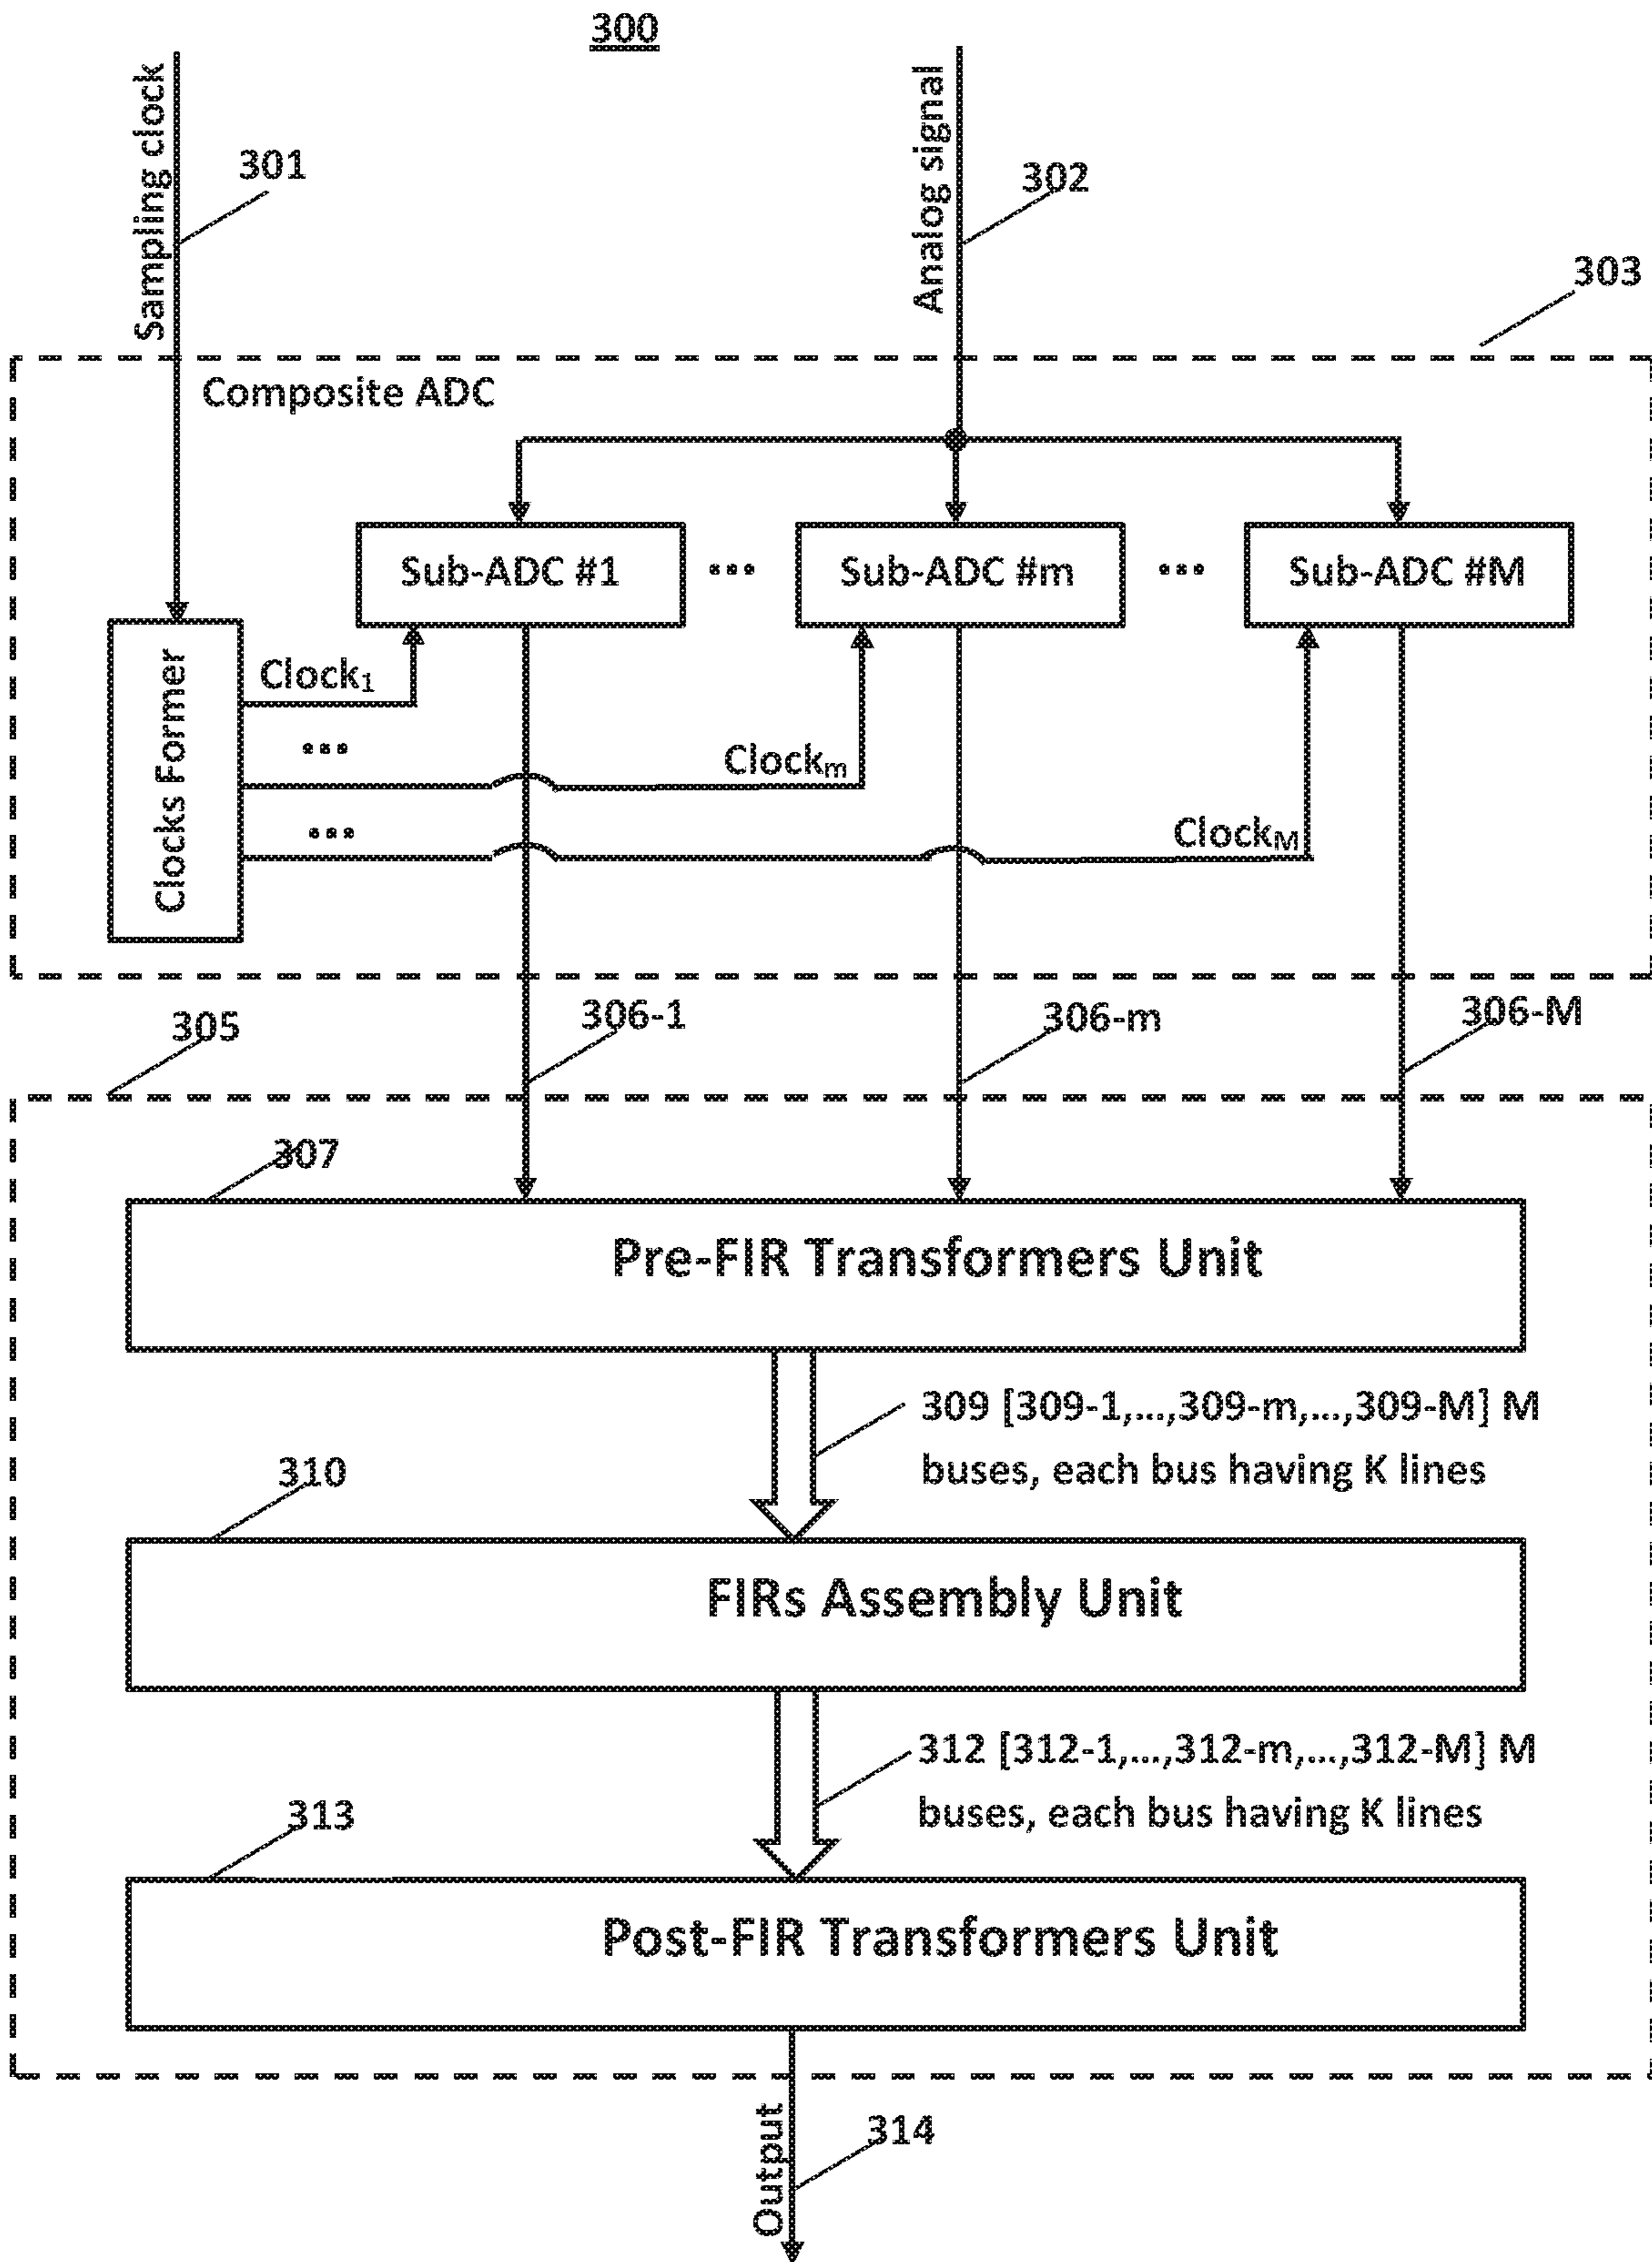 300
Sampling clock
301
Analog signal
302
303
Composite ADC
Sub-ADC #1
...
Sub-ADC #m
...
Sub-ADC #M
Clocks Former
Clock₁
...
Clockₘ
...
Clock_M
305
306-1
306-m
306-M
307
Pre-FIR Transformers Unit
309 [309-1,...,309-m,...,309-M] M
buses, each bus having K lines
310
FIRs Assembly Unit
312 [312-1,...,312-m,...,312-M] M
buses, each bus having K lines
313
Post-FIR Transformers Unit
Output
314